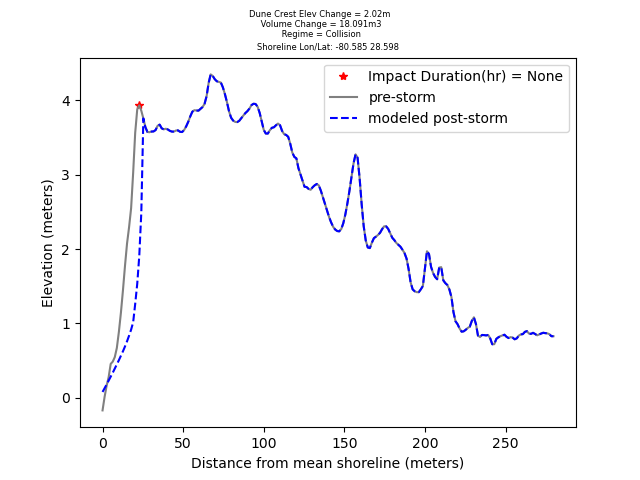 Dune Crest Elev Change = 2.02m
Volume Change = 18.091m3
Regime = Collision
Shoreline Lon/Lat: -80.585 28.598
Impact Duration(hr) = None
pre-storm
modeled post-storm
4
3
2
1
0
Elevation (meters)
0 50 100 150 200 250
Distance from mean shoreline (meters)